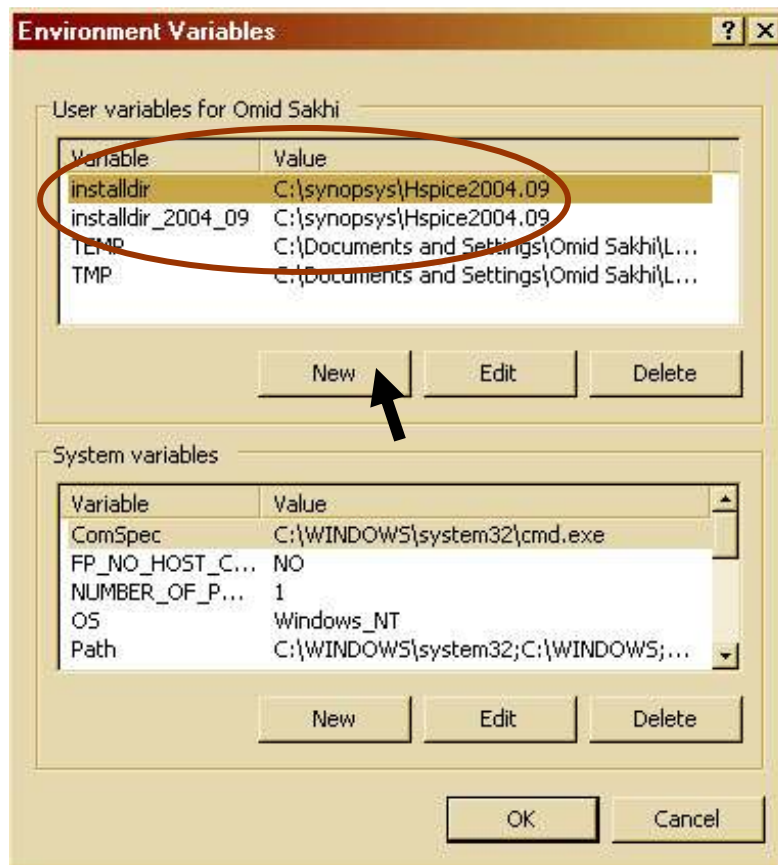 Environment Variables
User variables for Omid Sakhi
Variable Value
installdir C:\synopsys\Hspice2004.09
installdir_2004_09 C:\synopsys\Hspice2004.09
TEMP C:\Documents and Settings\Omid Sakhi\L...
TMP C:\Documents and Settings\Omid Sakhi\L...
New Edit Delete
System variables
Variable Value
ComSpec C:\WINDOWS\system32\cmd.exe
FP_NO_HOST_C... NO
NUMBER_OF_P... 1
OS Windows_NT
Path C:\WINDOWS\system32;C:\WINDOWS;...
New Edit Delete
OK Cancel